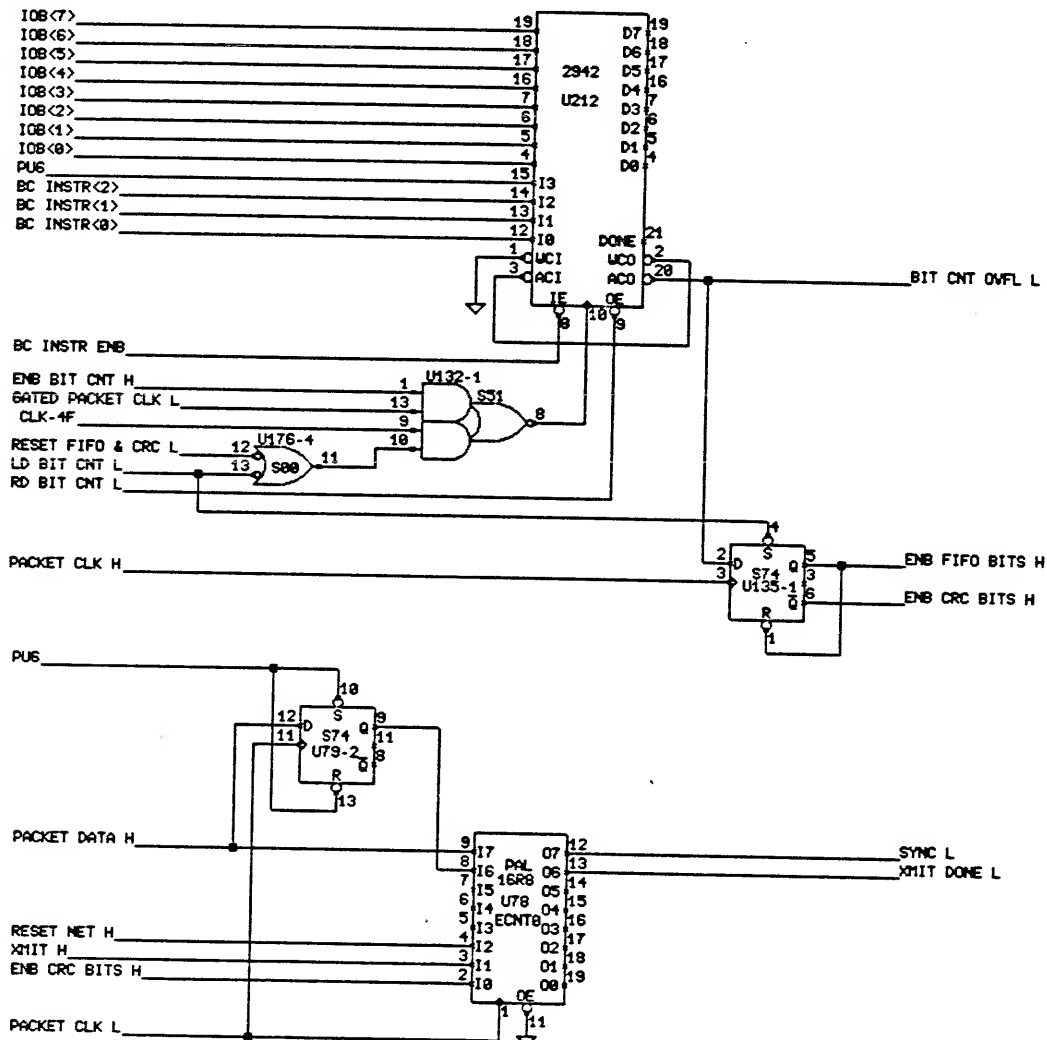 IOB<7>
IOB<6>
IOB<5>
IOB<4>
IOB<3>
IOB<2>
IOB<1>
IOB<0>
PU6
BC INSTR<2>
BC INSTR<1>
BC INSTR<0>
19
18
17
16
7
6
5
4
15 I3
14 I2
13 I1
12 I0
1 WCI
3 ACI
2942
U212
D7 19
D6 18
D5 17
D4 16
D3 7
D2 6
D1 5
D0 4
DONE 21
WCO 2
ACO 20
IE 8
10
OE 9
BIT CNT OVFL L
BC INSTR ENB
ENB BIT CNT H
GATED PACKET CLK L
CLK-4F
RESET FIFO & CRC L
LD BIT CNT L
RD BIT CNT L
U132-1
S51
1
13
9
10
8
U176-4
S00
12
13
11
PACKET CLK H
4
S
2 D
3
S74
U135-1
Q 5
3
Q 6
R
1
ENB FIFO BITS H
ENB CRC BITS H
PU6
10
S
12 D
11
S74
U79-2
Q 9
11
Q 8
R
13
PACKET DATA H
RESET NET H
XMIT H
ENB CRC BITS H
PACKET CLK L
9 I7
8 I6
7 I5
6 I4
5 I3
4 I2
3 I1
2 I0
PAL
16R8
U78
ECNT0
O7 12
O6 13
O5 14
O4 15
O3 16
O2 17
O1 18
O0 19
1
OE
11
SYNC L
XMIT DONE L